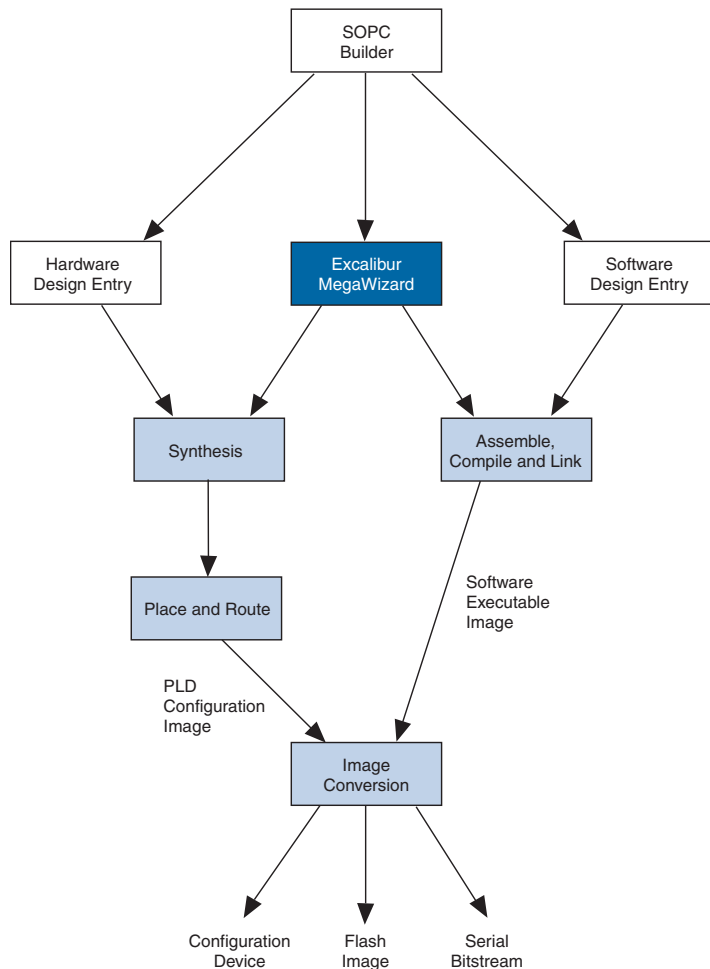 SOPC
Builder
Hardware
Design Entry
Excalibur
MegaWizard
Software
Design Entry
Synthesis
Assemble,
Compile and Link
Place and Route
Software
Executable
Image
PLD
Configuration
Image
Image
Conversion
Configuration
Device
Flash
Image
Serial
Bitstream